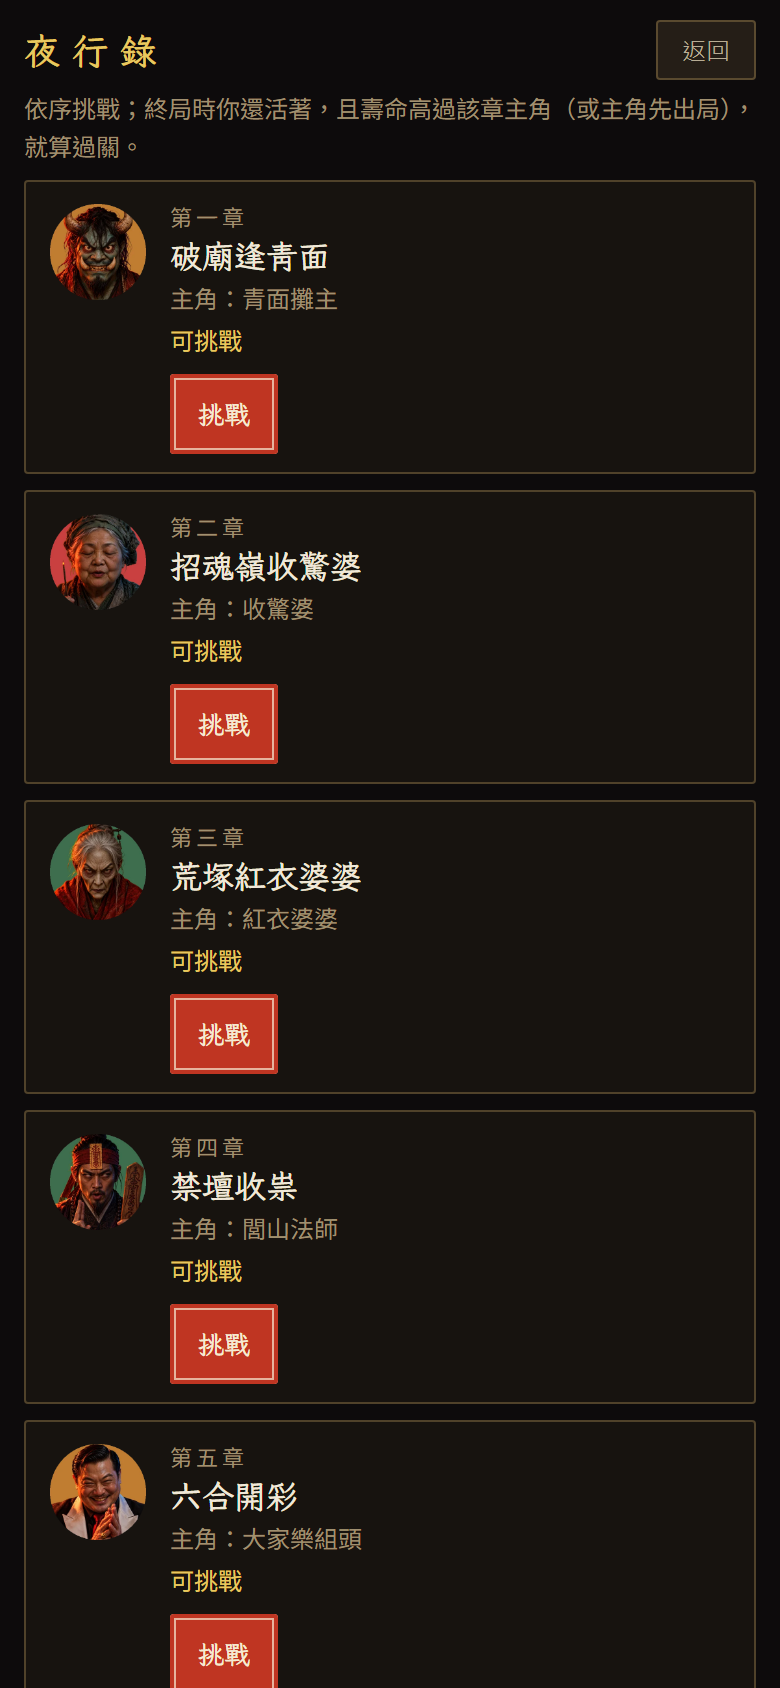 夜行錄
返回
依序挑戰；終局時你還活著，且壽命高過該章主角（或主角先出局），
就算過關。
第一章
破廟逢青面
主角：青面攤主
可挑戰
挑戰
第二章
招魂嶺收驚婆
主角：收驚婆
可挑戰
挑戰
第三章
荒塚紅衣婆婆
主角：紅衣婆婆
可挑戰
挑戰
第四章
禁壇收祟
主角：閭山法師
可挑戰
挑戰
第五章
六合開彩
主角：大家樂組頭
可挑戰
挑戰